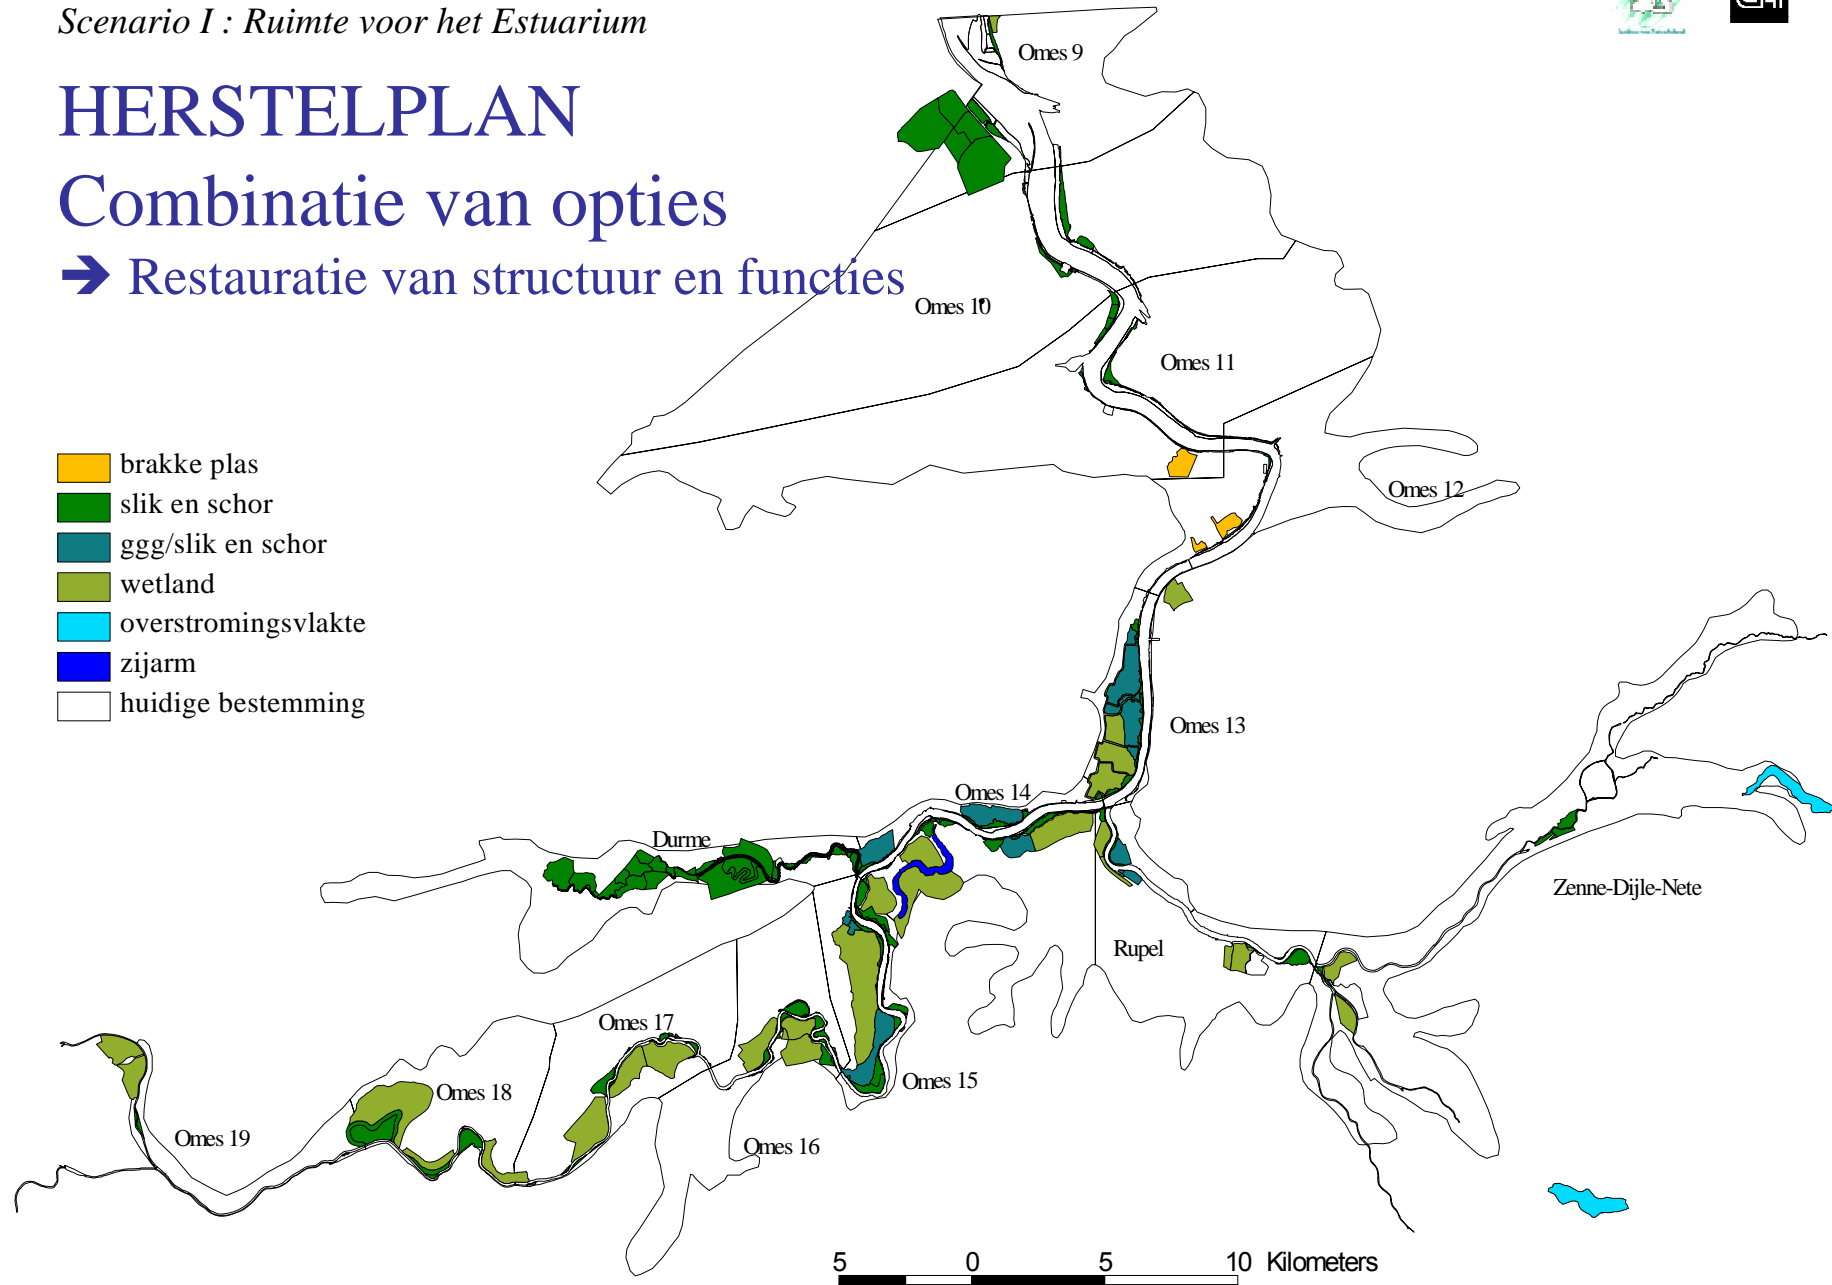 Scenario I : Ruimte voor het Estuarium
HERSTELPLAN
Combinatie van opties
➔ Restauratie van structuur en functies
brakke plas
slik en schor
ggg/slik en schor
wetland
overstromingsvlakte
zijarm
huidige bestemming
Omes 9
Omes 10
Omes 11
Omes 12
Omes 13
Omes 14
Durme
Zenne-Dijle-Nete
Rupel
Omes 17
Omes 15
Omes 18
Omes 19
Omes 16
5 0 5 10 Kilometers